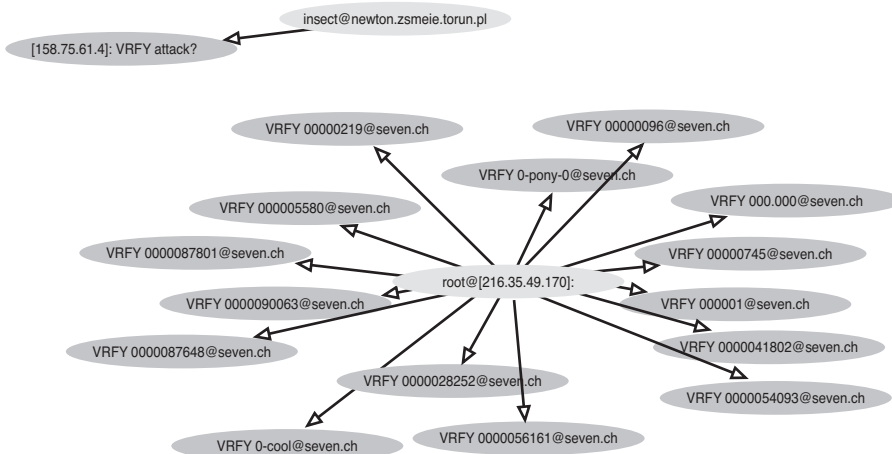 insect@newton.zsmeie.torun.pl
[158.75.61.4]: VRFY attack?
VRFY 00000219@seven.ch
VRFY 00000096@seven.ch
VRFY 0-pony-0@seven.ch
VRFY 000005580@seven.ch
VRFY 000.000@seven.ch
VRFY 0000087801@seven.ch
VRFY 00000745@seven.ch
root@[216.35.49.170]:
VRFY 0000090063@seven.ch
VRFY 000001@seven.ch
VRFY 0000087648@seven.ch
VRFY 0000041802@seven.ch
VRFY 0000028252@seven.ch
VRFY 0000054093@seven.ch
VRFY 0-cool@seven.ch
VRFY 0000056161@seven.ch